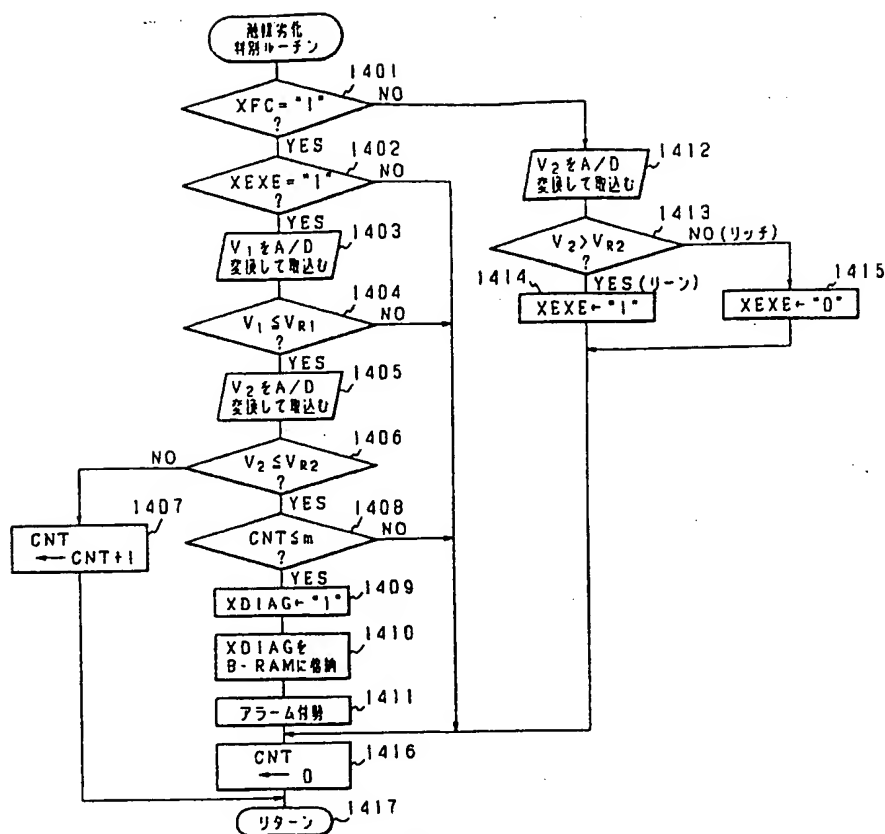 触媒劣化
判別ルーチン
1401
XFC="1"
?
NO
YES
1402
XEXE="1"
?
NO
YES
1403
V1をA/D
変換して取込む
1404
V1≦VR1
?
NO
YES
1405
V2をA/D
変換して取込む
1406
V2≦VR2
?
NO
YES
1407
CNT
←CNT+1
1408
CNT≦m
?
NO
YES
1409
XDIAG←"1"
1410
XDIAGを
B-RAMに格納
1411
アラーム付勢
1412
V2をA/D
変換して取込む
1413
V2>VR2
?
NO(リッチ)
YES(リーン)
1414
XEXE←"1"
1415
XEXE←"0"
1416
CNT
←0
リターン
1417